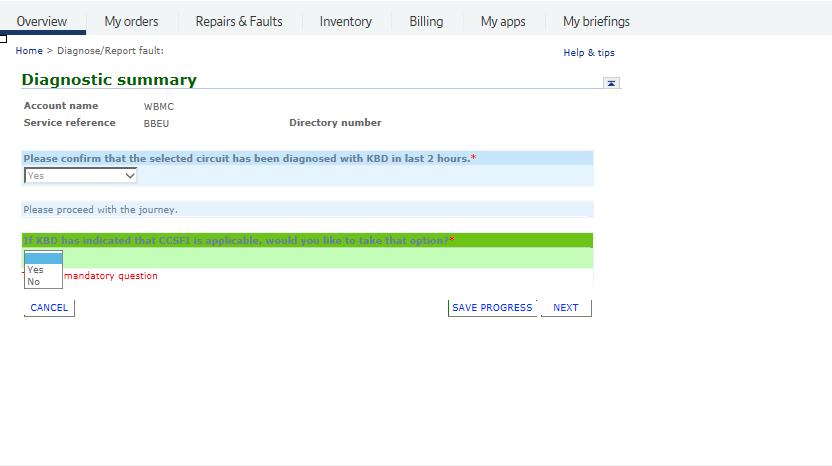 Overview My orders Repairs & Faults Inventory Billing My apps My briefings
Home > Diagnose/Report fault:
Help & tips
Diagnostic summary
Account name WBMC
Service reference BBEU Directory number
Please confirm that the selected circuit has been diagnosed with KBD in last 2 hours.*
Yes
Please proceed with the journey.
If KBD has indicated that CCSFI is applicable, would you like to take that option?*
Yes
No
mandatory question
CANCEL SAVE PROGRESS NEXT